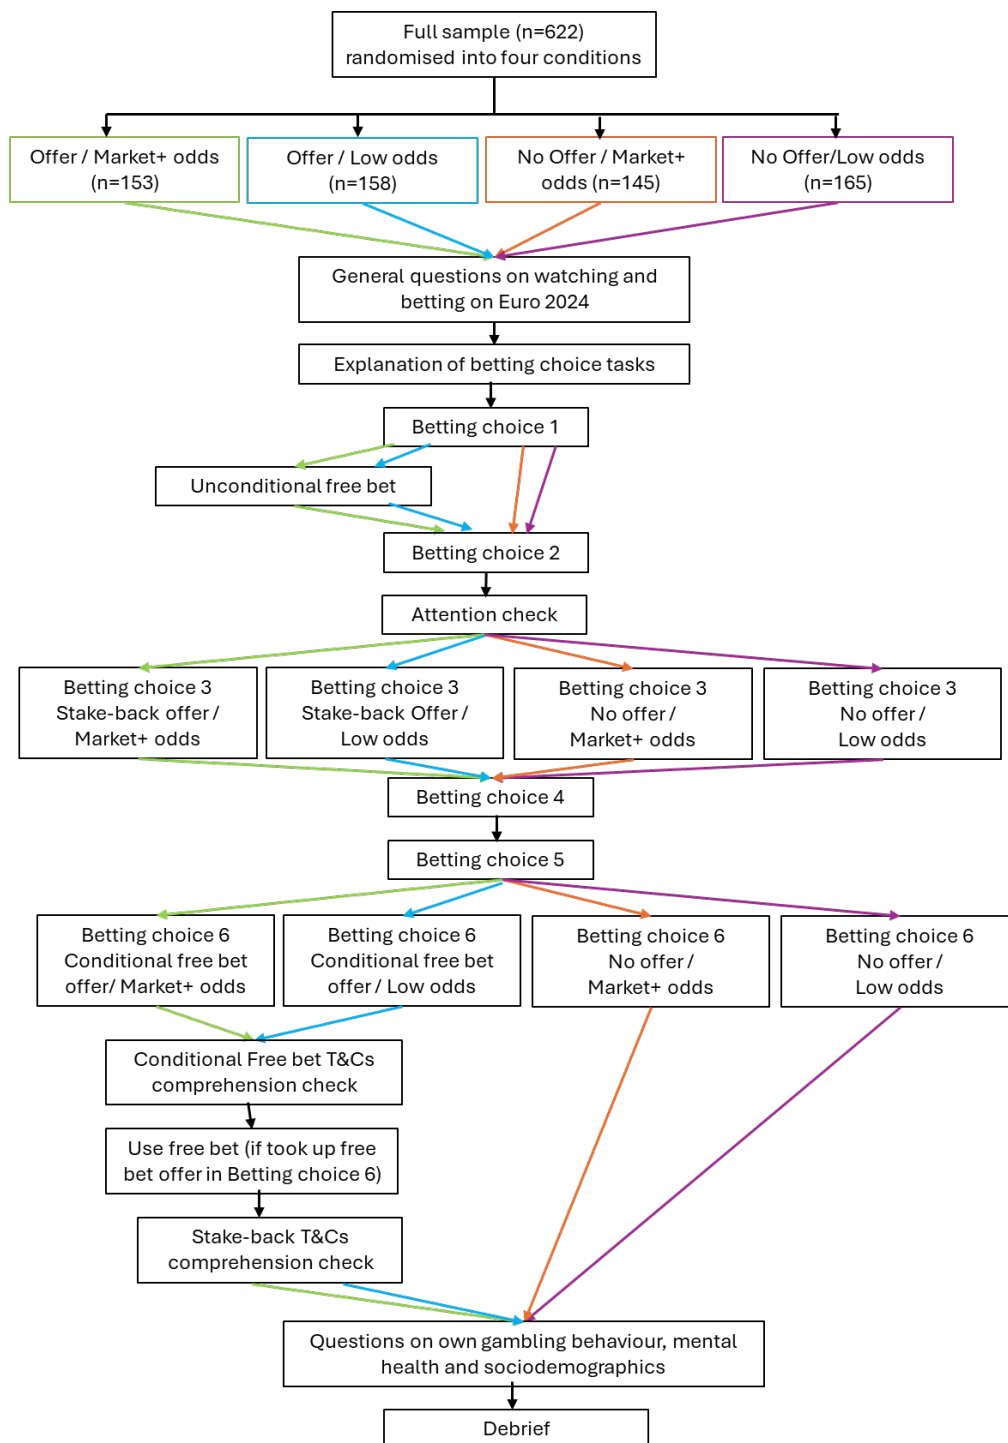 Full sample (n=622)
randomised into four conditions
Offer / Market+ odds
(n=153)
Offer / Low odds
(n=158)
No Offer / Market+
odds (n=145)
No Offer/Low odds
(n=165)
General questions on watching and
betting on Euro 2024
Explanation of betting choice tasks
Betting choice 1
Unconditional free bet
Betting choice 2
Attention check
Betting choice 3
Stake-back offer /
Market+ odds
Betting choice 3
Stake-back Offer /
Low odds
Betting choice 3
No offer /
Market+ odds
Betting choice 3
No offer /
Low odds
Betting choice 4
Betting choice 5
Betting choice 6
Conditional free bet
offer/ Market+ odds
Betting choice 6
Conditional free bet
offer / Low odds
Betting choice 6
No offer /
Market+ odds
Betting choice 6
No offer /
Low odds
Conditional Free bet T&Cs
comprehension check
Use free bet (if took up free
bet offer in Betting choice 6)
Stake-back T&Cs
comprehension check
Questions on own gambling behaviour, mental
health and sociodemographics
Debrief